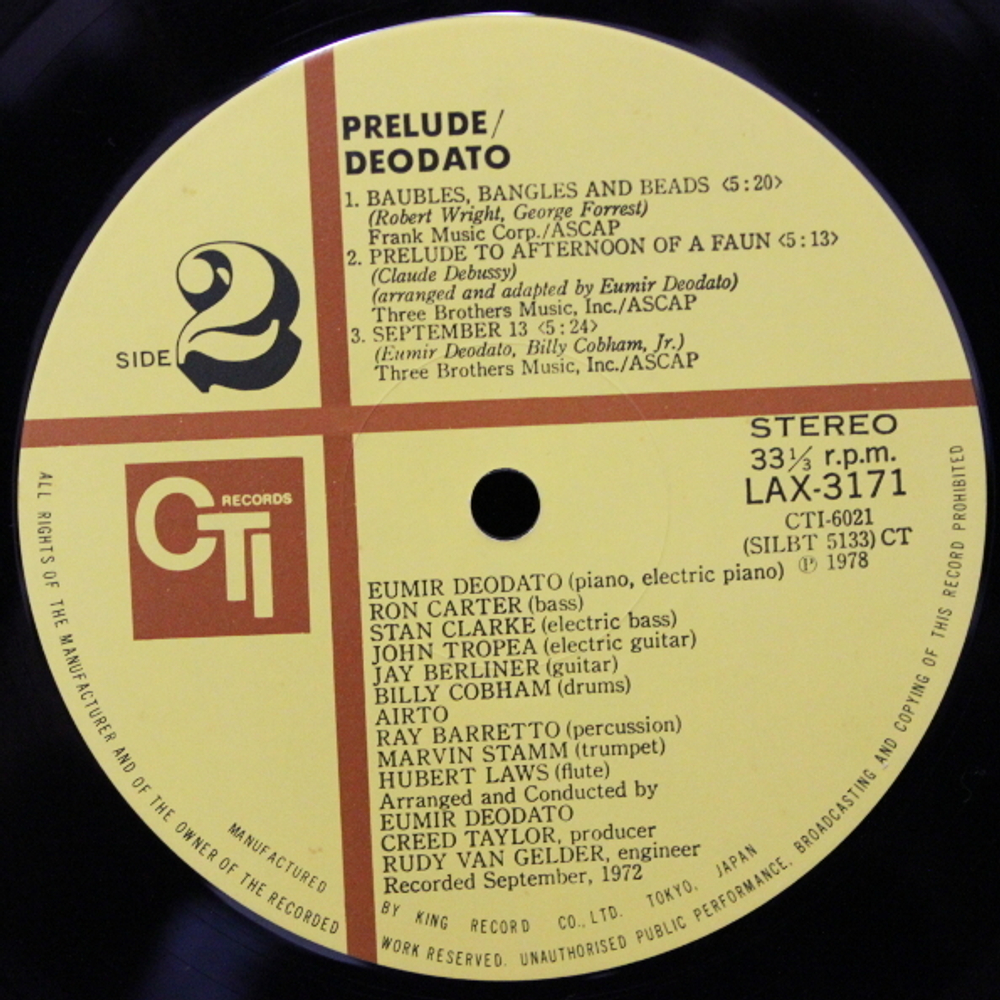 PRELUDE/
DEODATO
1. BAUBLES, BANGLES AND BEADS <5:20>
(Robert Wright, George Forrest)
Frank Music Corp./ASCAP
2. PRELUDE TO AFTERNOON OF A FAUN <5:13>
(Claude Debussy)
(arranged and adapted by Eumir Deodato)
Three Brothers Music, Inc./ASCAP
3. SEPTEMBER 13 <5:24>
(Eumir Deodato, Billy Cobham, Jr.)
Three Brothers Music, Inc./ASCAP
SIDE 2
CTI RECORDS
STEREO
33⅓ r.p.m.
LAX-3171
CTI-6021
(SILBT 5133) CT
Ⓟ 1978
EUMIR DEODATO (piano, electric piano)
RON CARTER (bass)
STAN CLARKE (electric bass)
JOHN TROPEA (electric guitar)
JAY BERLINER (guitar)
BILLY COBHAM (drums)
AIRTO
RAY BARRETTO (percussion)
MARVIN STAMM (trumpet)
HUBERT LAWS (flute)
Arranged and Conducted by
EUMIR DEODATO
CREED TAYLOR, producer
RUDY VAN GELDER, engineer
Recorded September, 1972
MANUFACTURED BY KING RECORD CO., LTD. TOKYO, JAPAN
ALL RIGHTS OF THE MANUFACTURER AND OF THE OWNER OF THE RECORDED WORK RESERVED. UNAUTHORISED PUBLIC PERFORMANCE, BROADCASTING AND COPYING OF THIS RECORD PROHIBITED